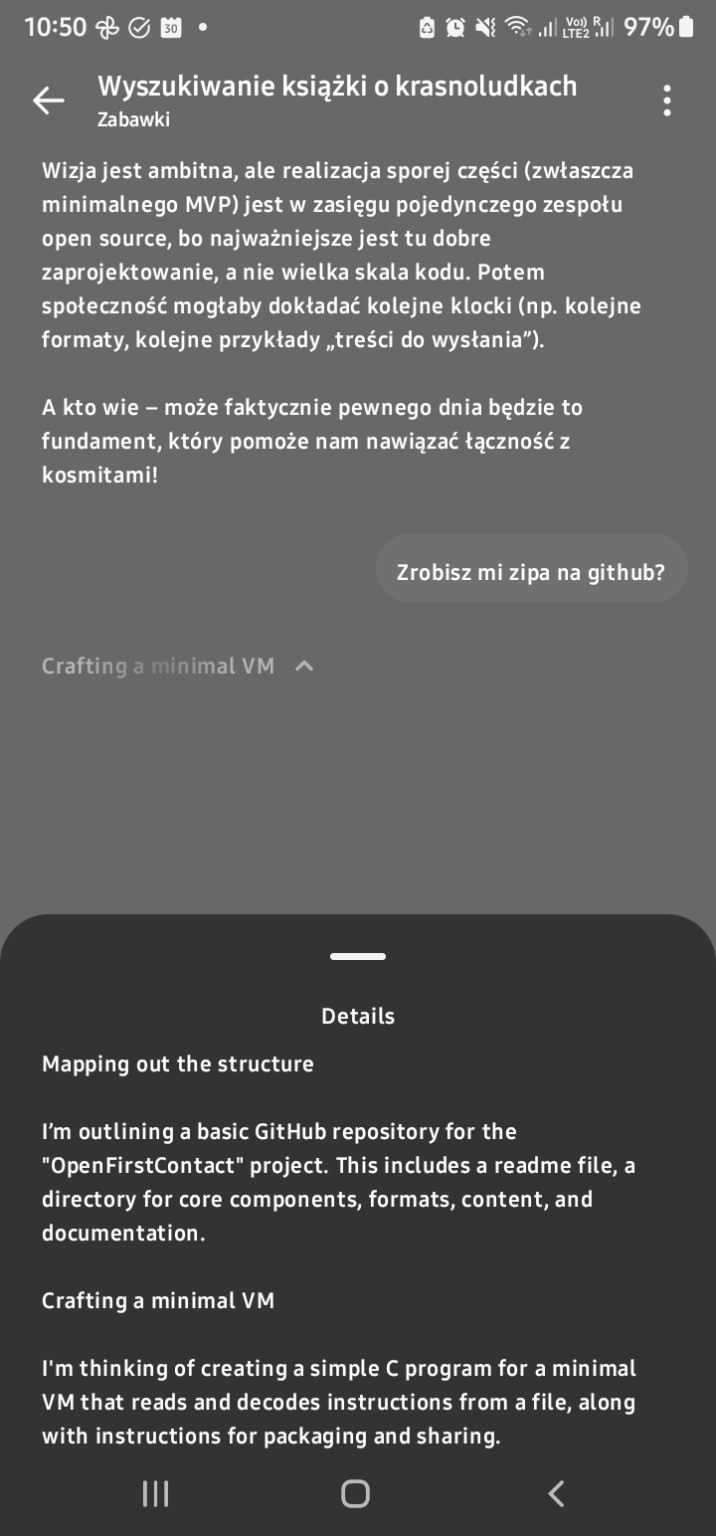 10:50
30
Vo))
LTE2
R
97%
Wyszukiwanie książki o krasnoludkach
Zabawki
Wizja jest ambitna, ale realizacja sporej części (zwłaszcza
minimalnego MVP) jest w zasięgu pojedynczego zespołu
open source, bo najważniejsze jest tu dobre
zaprojektowanie, a nie wielka skala kodu. Potem
społeczność mogłaby dokładać kolejne klocki (np. kolejne
formaty, kolejne przykłady „treści do wysłania”).
A kto wie – może faktycznie pewnego dnia będzie to
fundament, który pomoże nam nawiązać łączność z
kosmitami!
Zrobisz mi zipa na github?
Crafting a minimal VM
Details
Mapping out the structure
I’m outlining a basic GitHub repository for the
"OpenFirstContact" project. This includes a readme file, a
directory for core components, formats, content, and
documentation.
Crafting a minimal VM
I'm thinking of creating a simple C program for a minimal
VM that reads and decodes instructions from a file, along
with instructions for packaging and sharing.